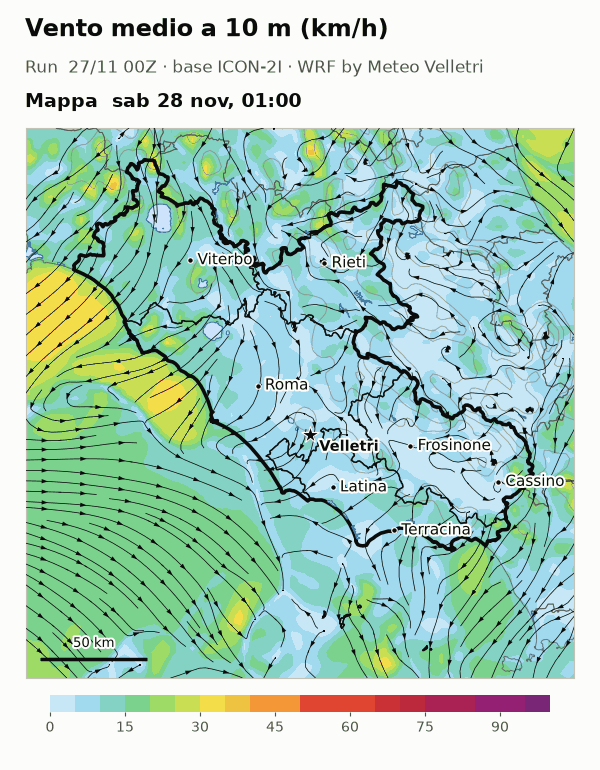 Vento medio a 10 m (km/h)
Run  27/11 00Z · base ICON-2I · WRF by Meteo Velletri
Mappa  sab 28 nov, 01:00
Viterbo
Rieti
Roma
Velletri
Frosinone
Cassino
Latina
Terracina
50 km
0 15 30 45 60 75 90